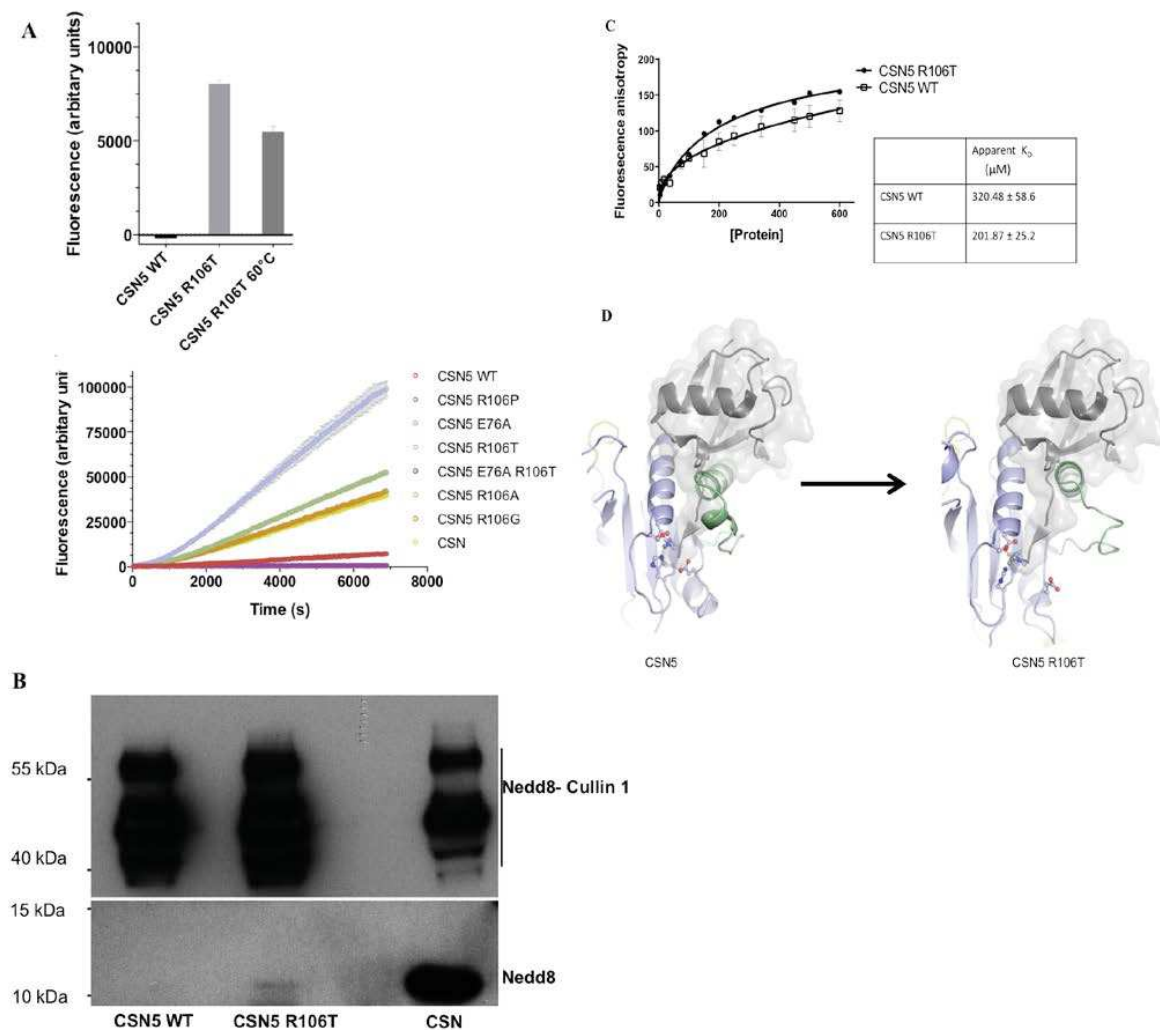 A
Fluorescence (arbitary units)
10000
5000
0
CSN5 WT
CSN5 R106T
CSN5 R106T 60°C
Fluorescence (arbitary uni
100000
75000
50000
25000
0
0 2000 4000 6000 8000
Time (s)
CSN5 WT
CSN5 R106P
CSN5 E76A
CSN5 R106T
CSN5 E76A R106T
CSN5 R106A
CSN5 R106G
CSN
B
55 kDa
40 kDa
15 kDa
10 kDa
Nedd8- Cullin 1
Nedd8
CSN5 WT CSN5 R106T CSN
C
Fluoresecence anisotropy
200
150
100
50
0
0 100 200 300 400 500 600
[Protein]
CSN5 R106T
CSN5 WT
Apparent KD
(µM)
CSN5 WT 320.48 ± 58.6
CSN5 R106T 201.87 ± 25.2
D
CSN5
CSN5 R106T